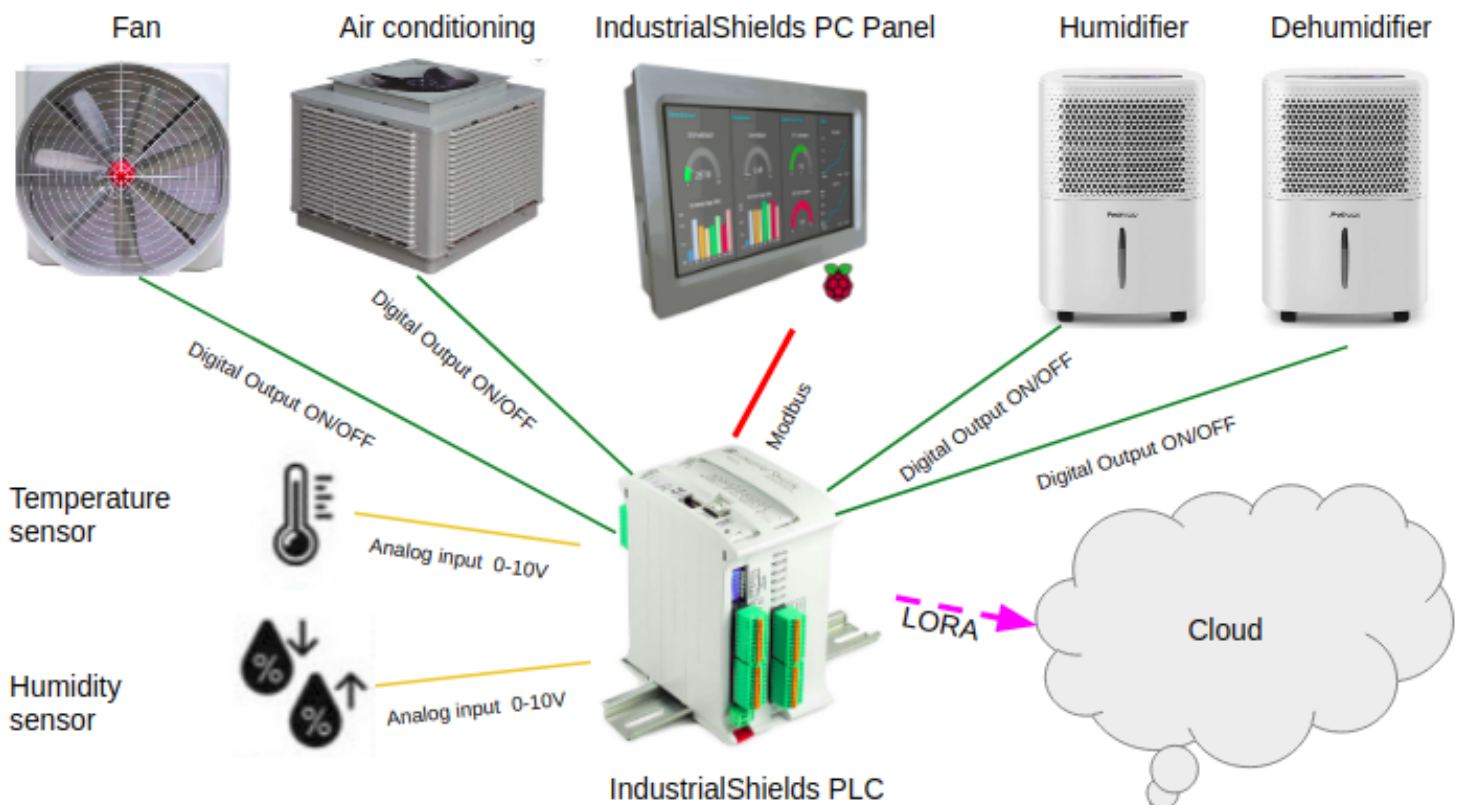 Fan
Air conditioning
IndustrialShields PC Panel
Humidifier
Dehumidifier
Digital Output ON/OFF
Digital Output ON/OFF
Modbus
Digital Output ON/OFF
Digital Output ON/OFF
Temperature
sensor
Analog input 0-10V
LORA
Cloud
Humidity
sensor
%
%
Analog input 0-10V
IndustrialShields PLC